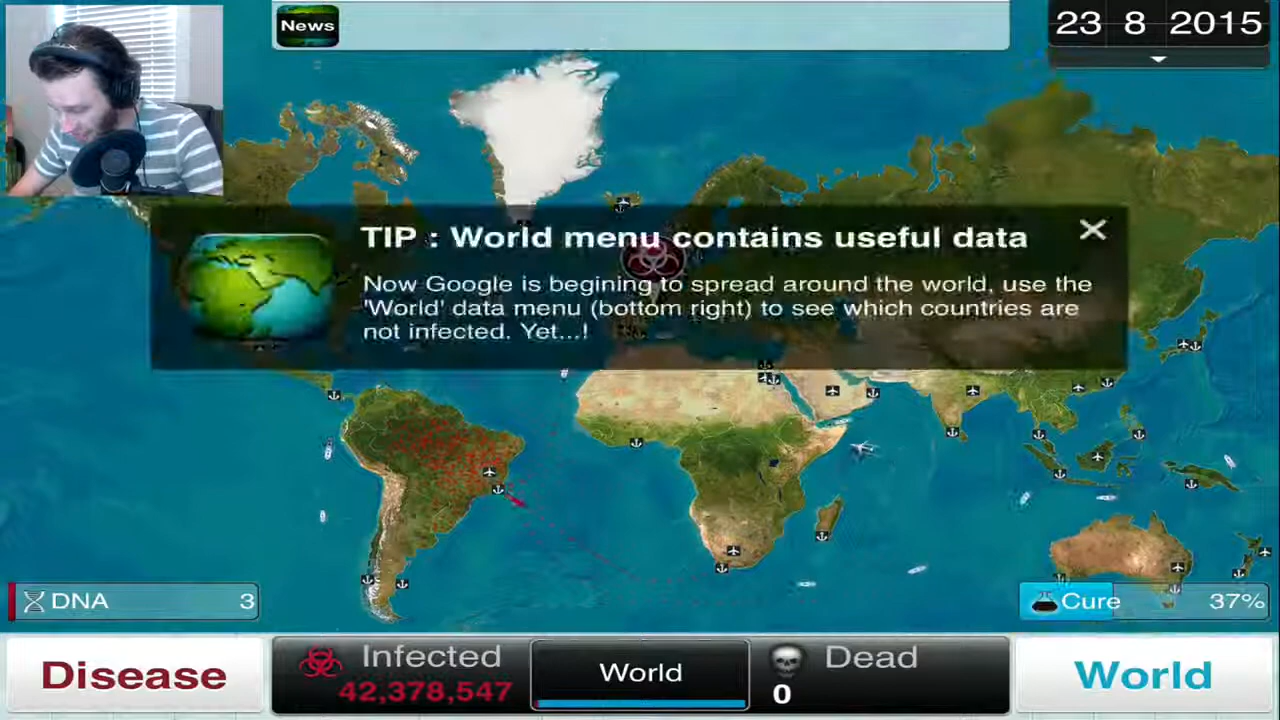 News
23 8 2015
TIP : World menu contains useful data
Now Google is begining to spread around the world, use the
'World' data menu (bottom right) to see which countries are
not infected. Yet...!
DNA 3
Cure 37%
Disease
Infected
42,378,547
World
Dead
0
World